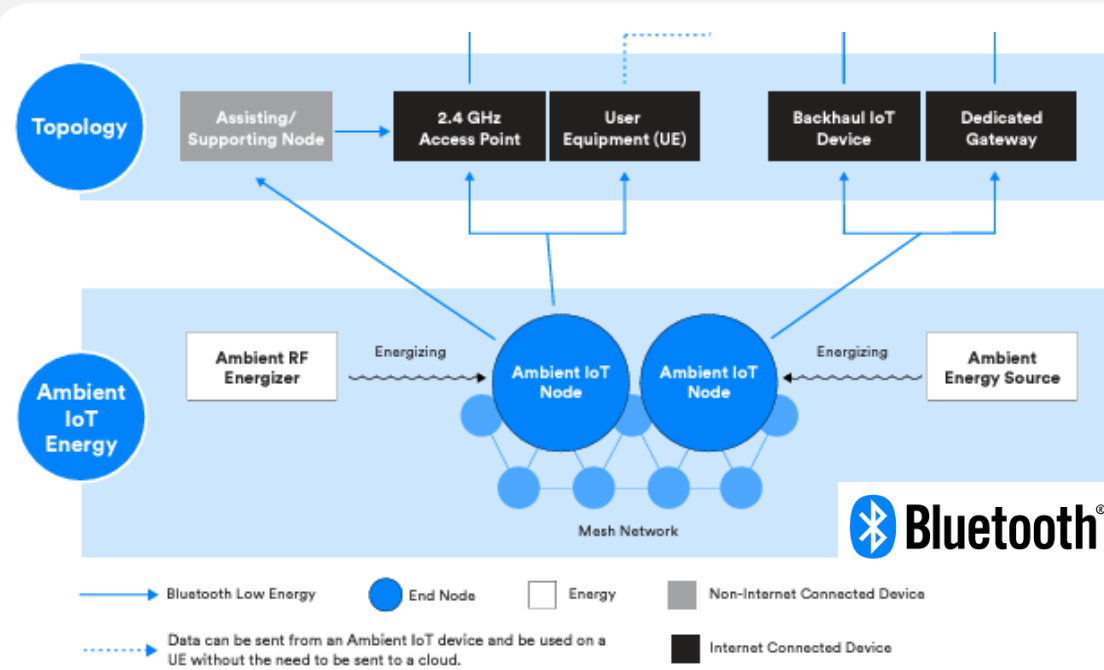 Topology
Assisting/
Supporting Node
2.4 GHz
Access Point
User
Equipment (UE)
Backhaul IoT
Device
Dedicated
Gateway
Ambient
IoT
Energy
Ambient RF
Energizer
Energizing
Ambient IoT
Node
Ambient IoT
Node
Energizing
Ambient
Energy Source
Mesh Network
Bluetooth®
Bluetooth Low Energy
End Node
Energy
Non-Internet Connected Device
Data can be sent from an Ambient IoT device and be used on a
UE without the need to be sent to a cloud.
Internet Connected Device